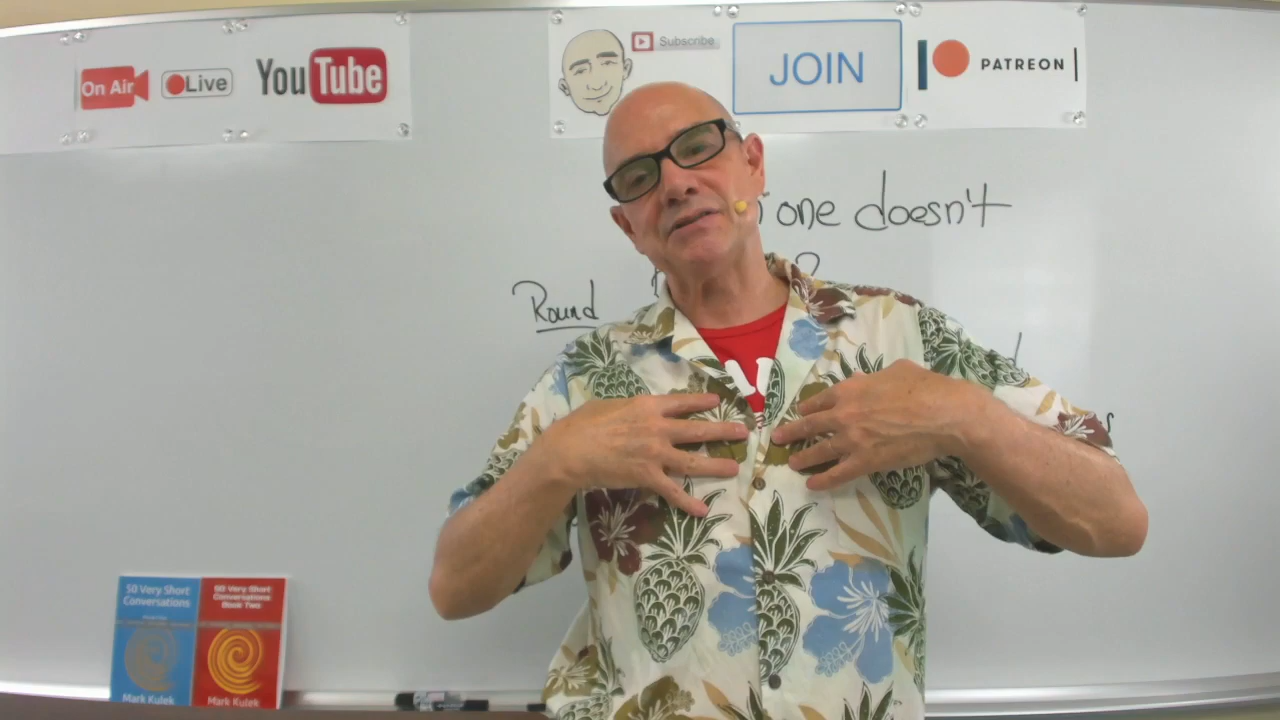 On Air
Live
YouTube
Subscribe
JOIN
PATREON
one doesn't
?
Round
50 Very Short
Conversations
Mark Kulek
50 Very Short
Conversations
Book Two
Mark Kulek